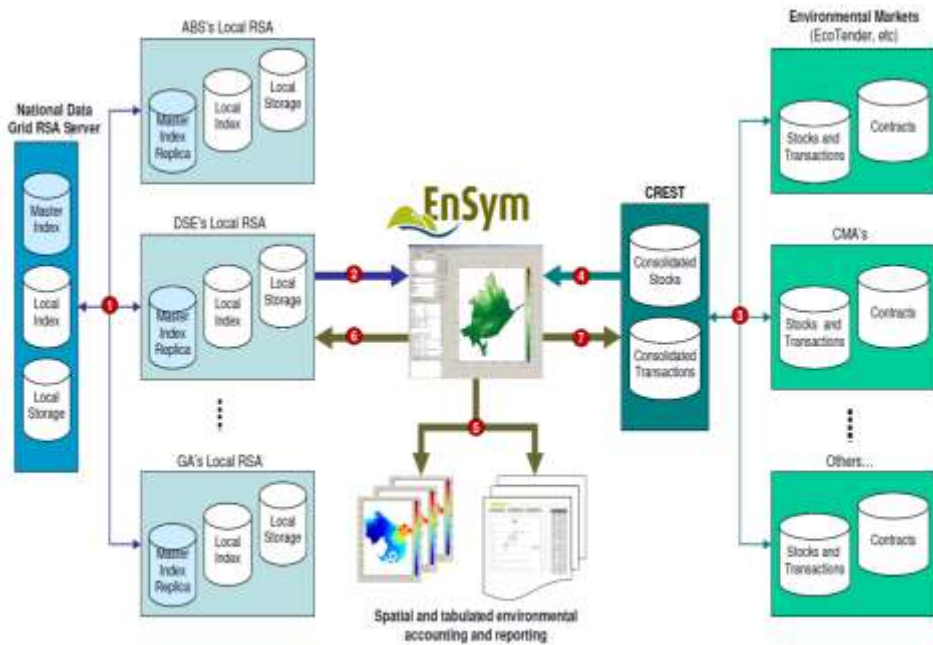 ABS's Local RSA
Master
Index
Replica
Local
Index
Local
Storage
National Data
Grid RSA Server
Master
Index
Local
Index
Local
Storage
1
DSE's Local RSA
Master
Index
Replica
Local
Index
Local
Storage
GA's Local RSA
Master
Index
Replica
Local
Index
Local
Storage
EnSym
2
6
4
7
5
Spatial and tabulated environmental
accounting and reporting
CREST
Consolidated
Stocks
Consolidated
Transactions
3
Environmental Markets
(EcoTender, etc)
Stocks and
Transactions
Contracts
CMA's
Stocks and
Transactions
Contracts
Others...
Stocks and
Transactions
Contracts